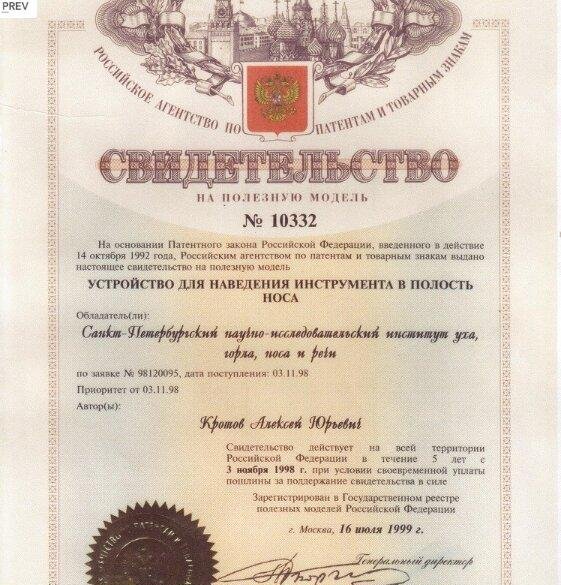 PREV
РОССИЙСКОЕ АГЕНТСТВО ПО ПАТЕНТАМ И ТОВАРНЫМ ЗНАКАМ
СВИДЕТЕЛЬСТВО
НА ПОЛЕЗНУЮ МОДЕЛЬ
№ 10332
На основании Патентного закона Российской Федерации, введенного в действие
14 октября 1992 года, Российским агентством по патентам и товарным знакам выдано
настоящее свидетельство на полезную модель
УСТРОЙСТВО ДЛЯ НАВЕДЕНИЯ ИНСТРУМЕНТА В ПОЛОСТЬ
НОСА
Обладатель(ли):
Санкт-Петербургский научно-исследовательский институт уха,
горла, носа и речи
по заявке № 98120095, дата поступления: 03.11.98
Приоритет от 03.11.98
Автор(ы):
Кротов Алексей Юрьевич
Свидетельство действует на всей территории
Российской Федерации в течение 5 лет с
3 ноября 1998 г. при условии своевременной уплаты
пошлины за поддержание свидетельства в силе
Зарегистрирован в Государственном реестре
полезных моделей Российской Федерации
г. Москва, 16 июля 1999 г.
Генеральный директор